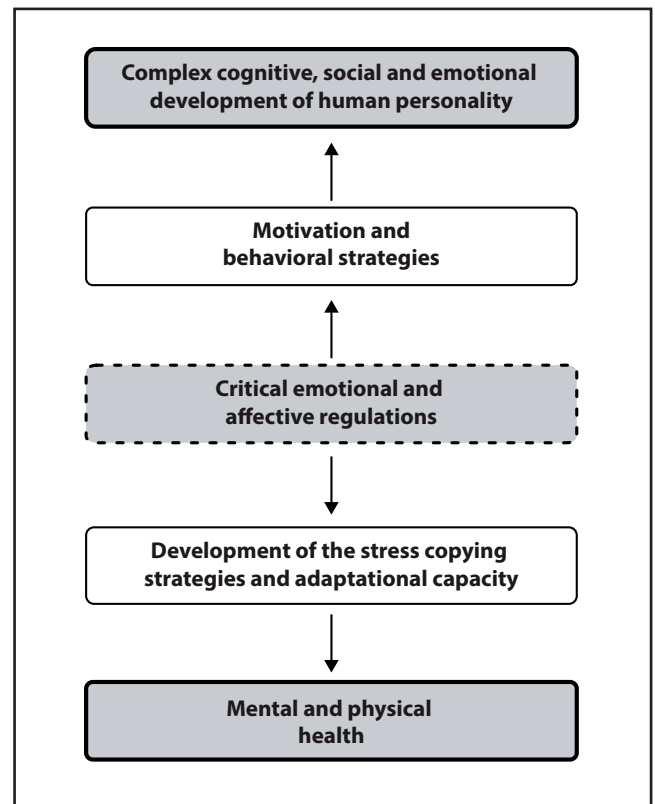 Complex cognitive, social and emotional
development of human personality
Motivation and
behavioral strategies
Critical emotional and
affective regulations
Development of the stress copying
strategies and adaptational capacity
Mental and physical
health